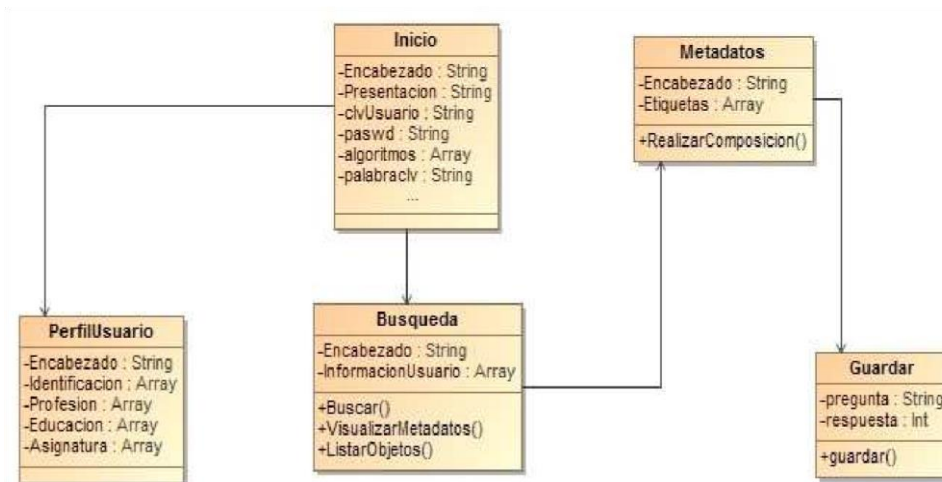 Inicio
-Encabezado : String
-Presentacion : String
-clvUsuario : String
-paswd : String
-algoritmos : Array
-palabraclv : String
...
Metadatos
-Encabezado : String
-Etiquetas : Array
+RealizarComposicion()
PerfilUsuario
-Encabezado : String
-Identificacion : Array
-Profesion : Array
-Educacion : Array
-Asignatura : Array
Busqueda
-Encabezado : String
-InformacionUsuario : Array
+Buscar()
+VisualizarMetadatos()
+ListarObjetos()
Guardar
-pregunta : String
-respuesta : Int
+guardar()